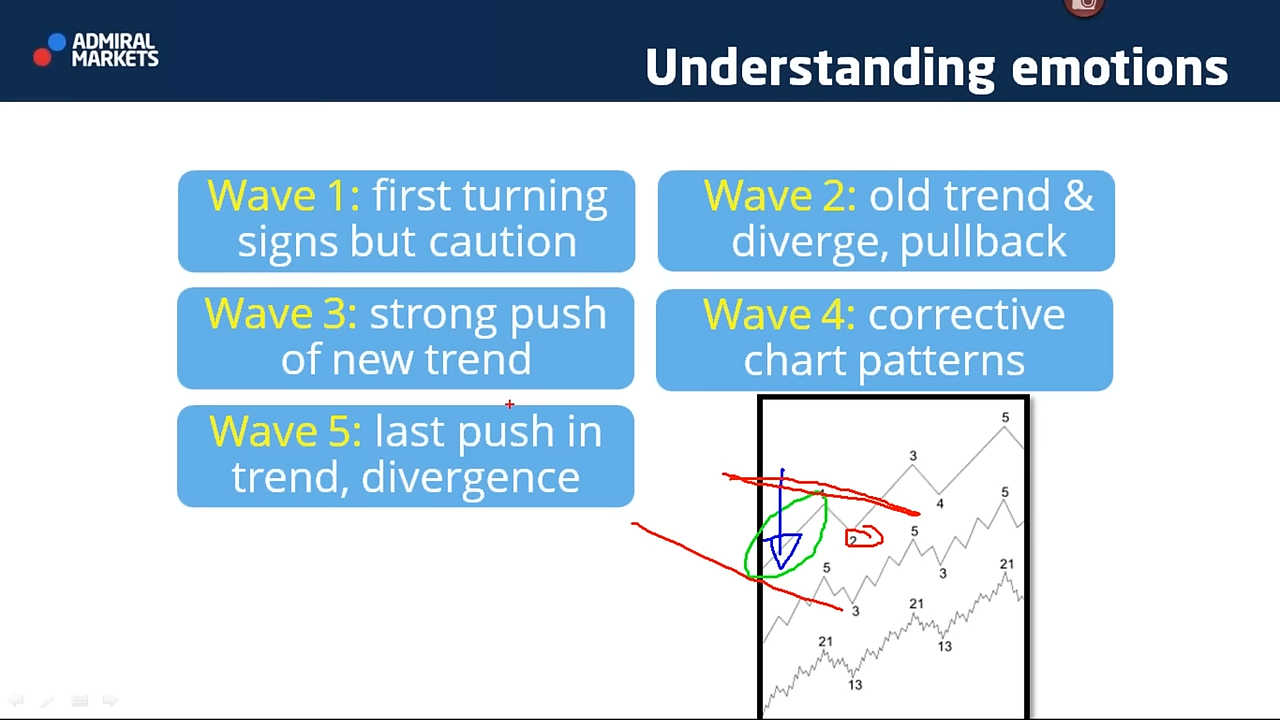 ADMIRAL
MARKETS
Understanding emotions
Wave 1: first turning
signs but caution
Wave 2: old trend &
diverge, pullback
Wave 3: strong push
of new trend
Wave 4: corrective
chart patterns
Wave 5: last push in
trend, divergence
5
3
4
2
5
5
5
3
3
21
21
21
13
13